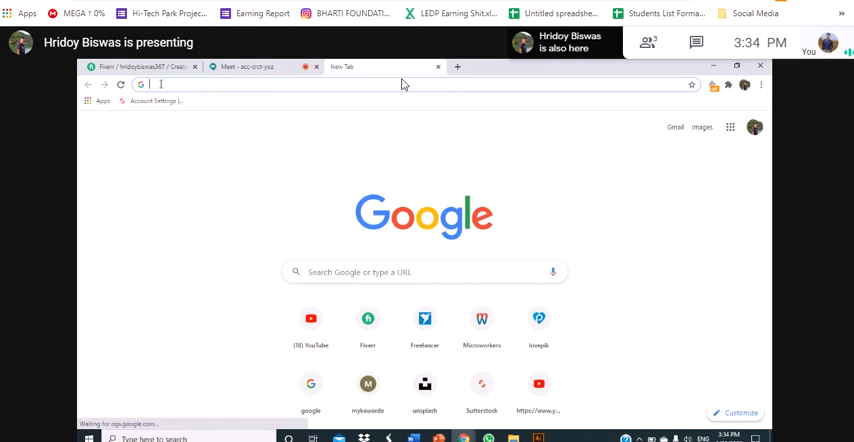 Apps MEGA ↑ 0% Hi-Tech Park Projec... Earning Report BHARTI FOUNDATI... LEDP Earning Shit.xl... Untitled spreadshe... Students List Forma... Social Media »
Hridoy Biswas is presenting
Hridoy Biswas
is also here
3
3:34 PM
You
Fiverr / hridoybiswas367 / Create
Meet - acc-crct-yoz
New Tab
Apps Account Settings |...
Gmail Images
Google
Search Google or type a URL
(18) YouTube Fiverr Freelancer Microworkers lovepik
M
google mykeworde unsplash Sutterstock https://www.y...
Customize
Waiting for ogs.google.com...
Type here to search
ENG
3:34 PM